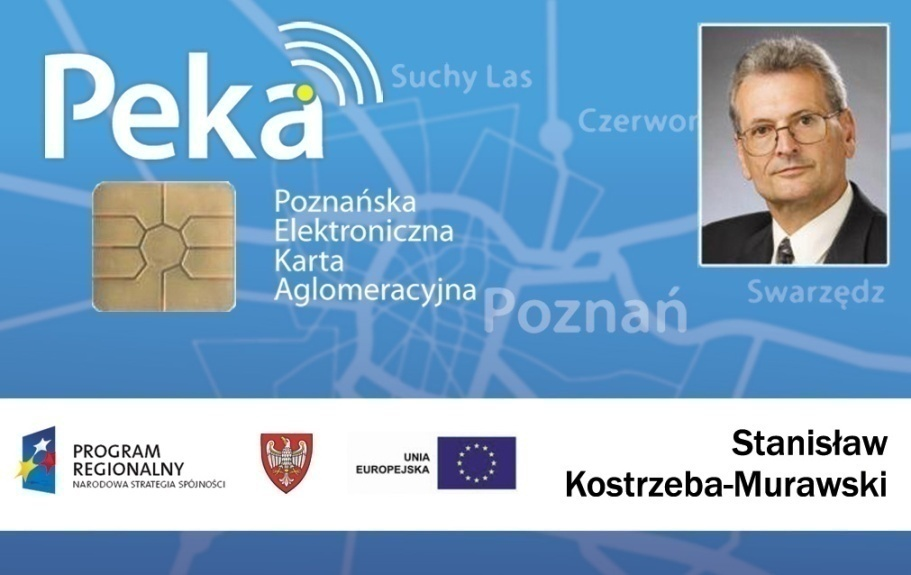 Peka
Suchy Las
Czerwon
Poznańska
Elektroniczna
Karta
Aglomeracyjna
Swarzędz
Poznań
PROGRAM
REGIONALNY
NARODOWA STRATEGIA SPÓJNOŚCI
UNIA
EUROPEJSKA
Stanisław
Kostrzeba-Murawski